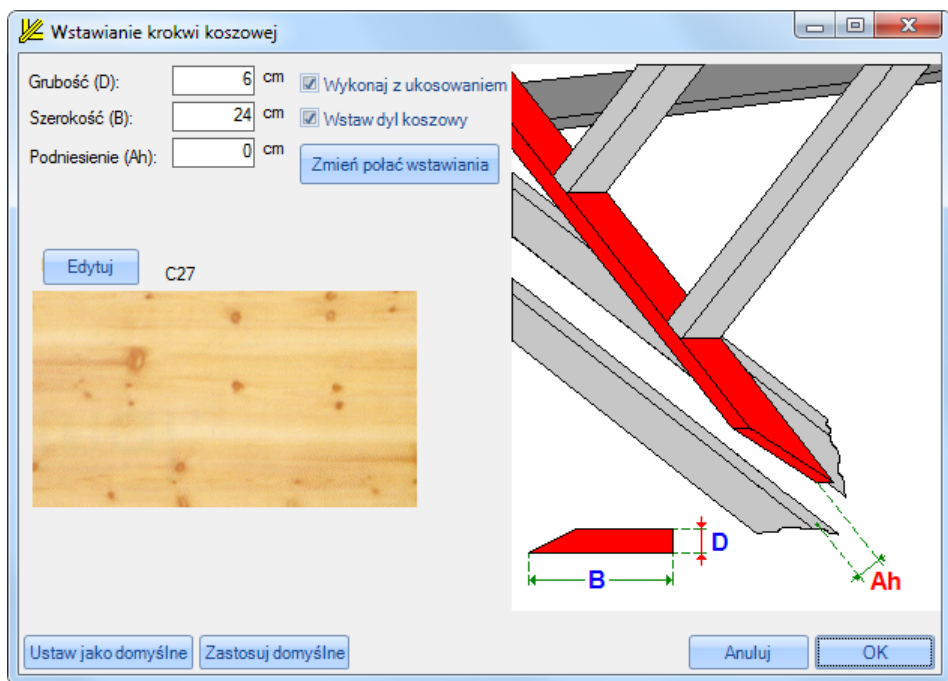 Wstawianie krokwi koszowej
Grubość (D): 6 cm
Wykonaj z ukosowaniem
Szerokość (B): 24 cm
Wstaw dyl koszowy
Podniesienie (Ah): 0 cm
Zmień połać wstawiania
Edytuj C27
D
B
Ah
Ustaw jako domyślne Zastosuj domyślne Anuluj OK